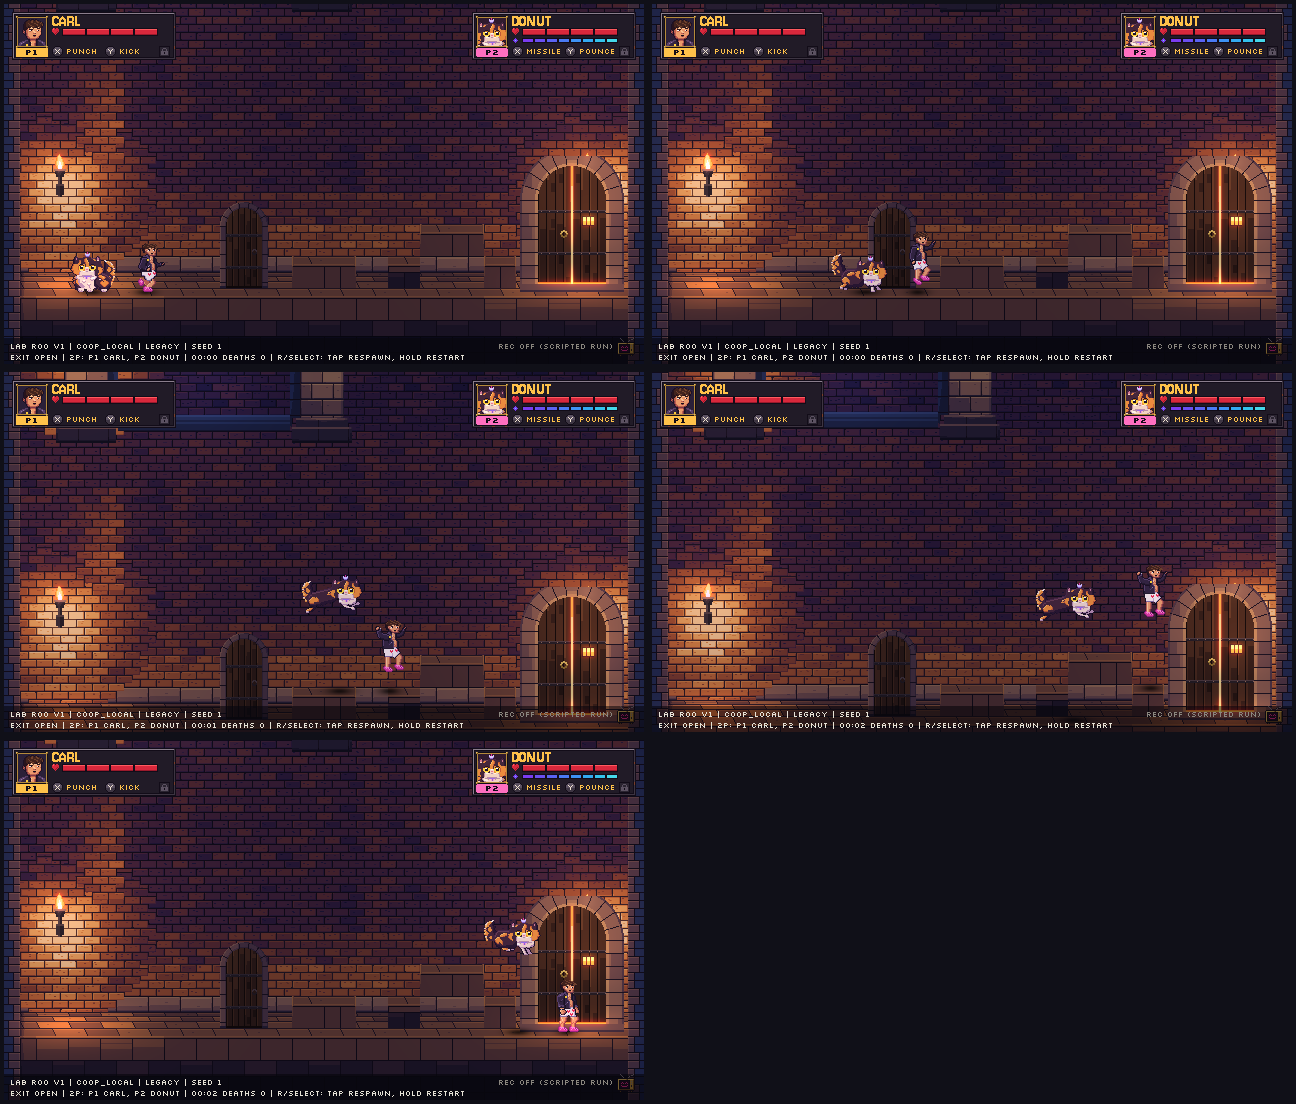 CARL
P1
PUNCH
KICK
DONUT
P2
MISSILE
POUNCE
LAB ROO V1 | COOP_LOCAL | LEGACY | SEED 1
REC OFF (SCRIPTED RUN)
EXIT OPEN | 2P: P1 CARL, P2 DONUT | 00:00 DEATHS 0 | R/SELECT: TAP RESPAWN, HOLD RESTART
CARL
P1
X PUNCH Y KICK
DONUT
P2
X MISSILE Y POUNCE
LAB ROO V1 | COOP_LOCAL | LEGACY | SEED 1
REC OFF (SCRIPTED RUN)
EXIT OPEN | 2P: P1 CARL, P2 DONUT | 00:00 DEATHS 0 | R/SELECT: TAP RESPAWN, HOLD RESTART
CARL
P1
X PUNCH Y KICK
DONUT
P2
X MISSILE Y POUNCE
LAB ROO V1 | COOP_LOCAL | LEGACY | SEED 1
REC OFF (SCRIPTED RUN)
EXIT OPEN | 2P: P1 CARL, P2 DONUT | 00:01 DEATHS 0 | R/SELECT: TAP RESPAWN, HOLD RESTART
CARL
P1
X PUNCH Y KICK
DONUT
P2
X MISSILE Y POUNCE
LAB ROO V1 | COOP_LOCAL | LEGACY | SEED 1
REC OFF (SCRIPTED RUN)
EXIT OPEN | 2P: P1 CARL, P2 DONUT | 00:02 DEATHS 0 | R/SELECT: TAP RESPAWN, HOLD RESTART
CARL
P1
X PUNCH Y KICK
DONUT
P2
X MISSILE Y POUNCE
LAB ROO V1 | COOP_LOCAL | LEGACY | SEED 1
REC OFF (SCRIPTED RUN)
EXIT OPEN | 2P: P1 CARL, P2 DONUT | 00:02 DEATHS 0 | R/SELECT: TAP RESPAWN, HOLD RESTART